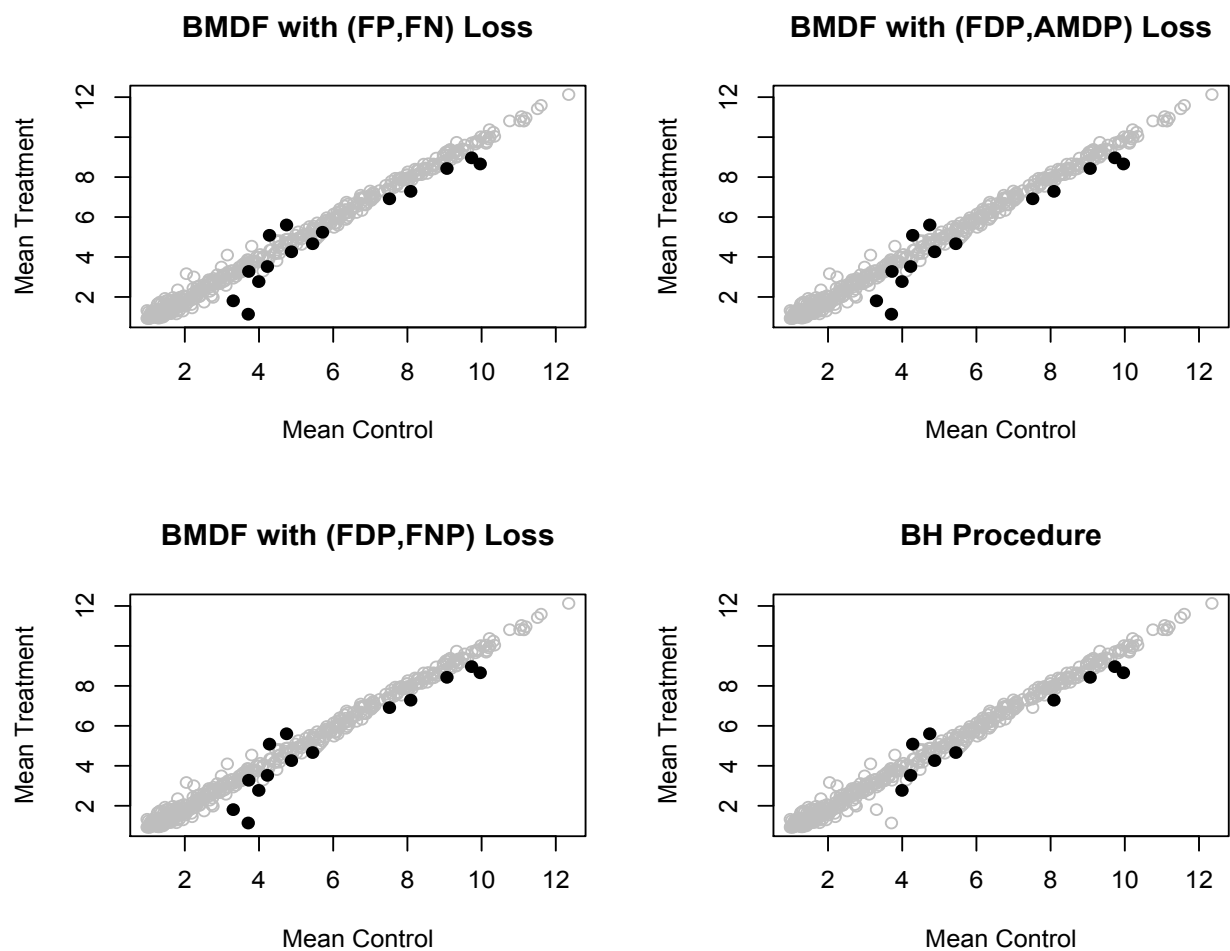 BMDF with (FP,FN) Loss
Mean Treatment
12
8
6
4
2
2 4 6 8 10 12
Mean Control
BMDF with (FDP,AMDP) Loss
Mean Treatment
12
8
6
4
2
2 4 6 8 10 12
Mean Control
BMDF with (FDP,FNP) Loss
Mean Treatment
12
8
6
4
2
2 4 6 8 10 12
Mean Control
BH Procedure
Mean Treatment
12
8
6
4
2
2 4 6 8 10 12
Mean Control